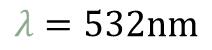 λ = 532nm